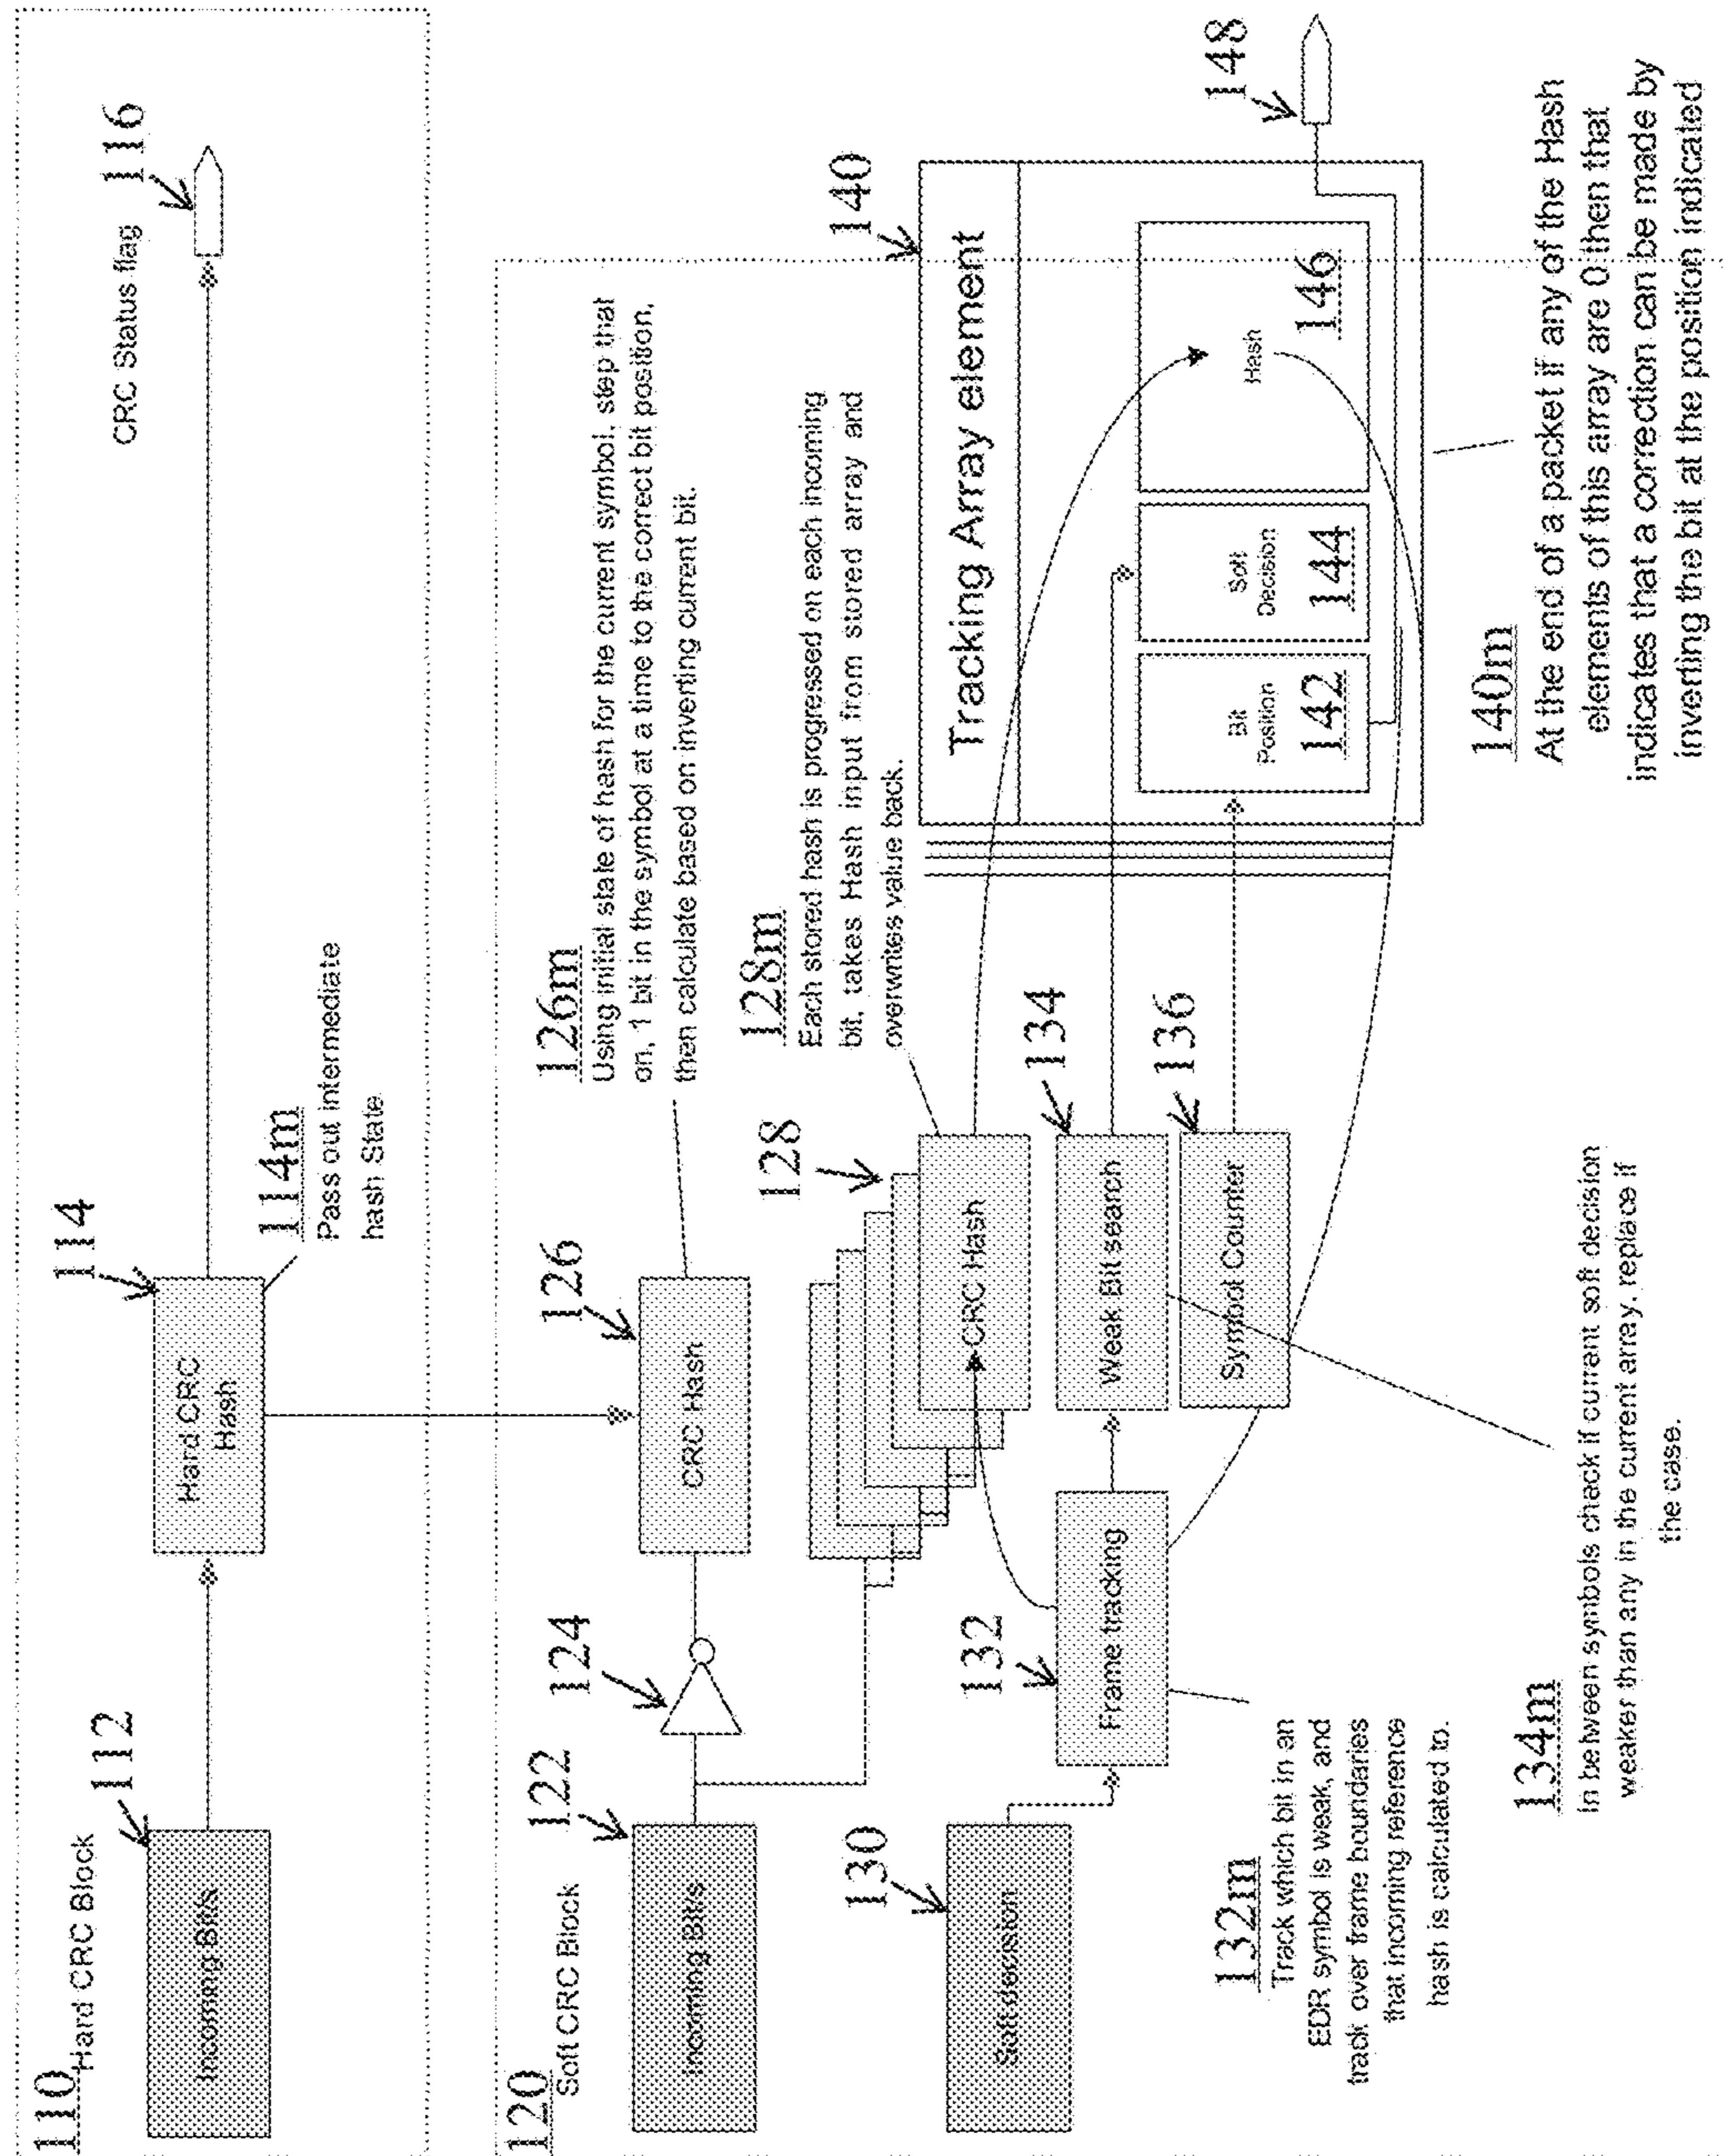 110
Hard CRC Block
112
Incoming Bit/s
114
Hard CRC
Hash
114m
Pass out intermediate
hash State
CRC Status flag
116
120
Soft CRC Block
122
Incoming Bit/s
124
126
CRC Hash
126m
Using initial state of hash for the current symbol, step that
on, 1 bit in the symbol at a time to the correct bit position,
then calculate based on inverting current bit.
128
CRC Hash
128m
Each stored hash is progressed on each incoming
bit, takes Hash input from stored array and
overwrites value back.
130
Soft decision
132
Frame tracking
132m
Track which bit in an
EDR symbol is weak, and
track over frame boundaries
that incoming reference
hash is calculated to.
134
Weak Bit search
136
Symbol Counter
134m
In between symbols check if currant soft decision
weaker than any in the current array, replace if
the case.
140
Tracking Array element
Bit
Position
142
Soft
Decision
144
Hash
146
148
140m
At the end of a packet if any of the Hash
elements of this array are 0 then that
indicates that a correction can be made by
inverting the bit at the position indicated